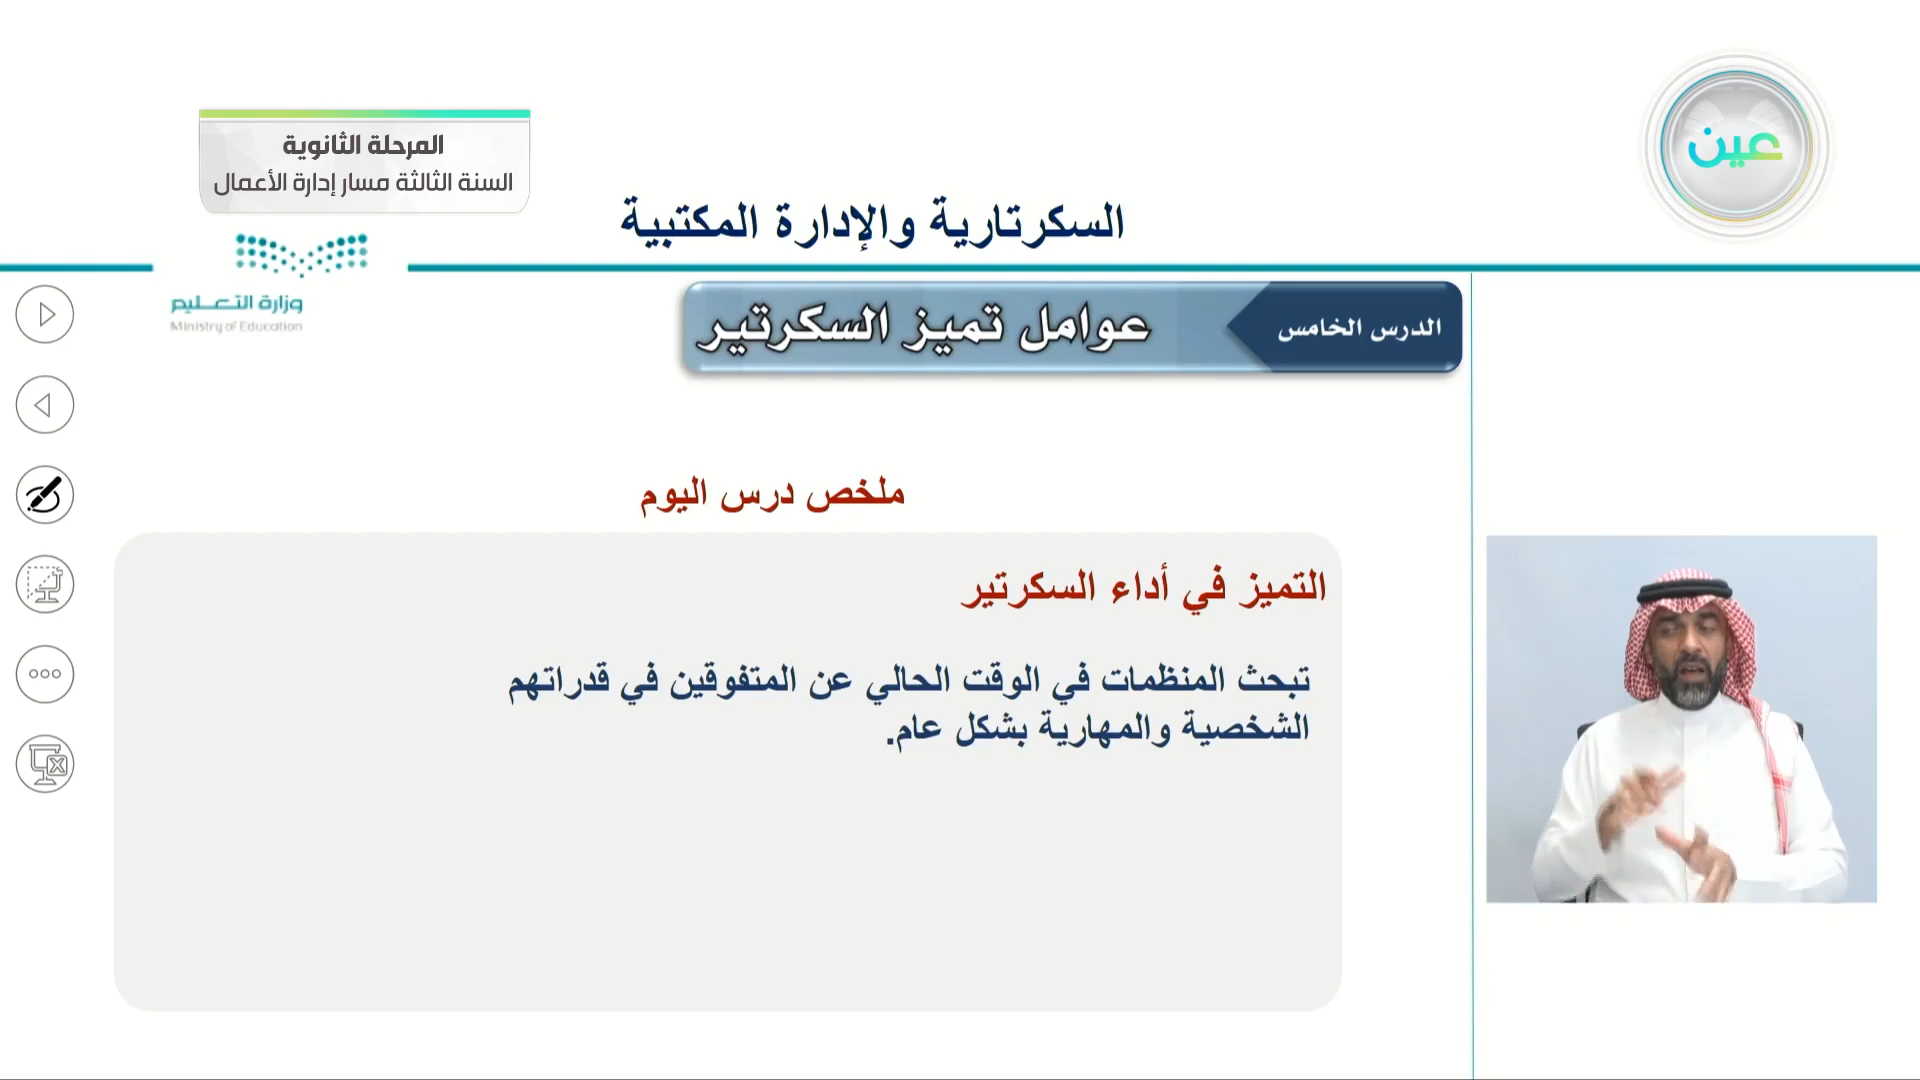 عين
المرحلة الثانوية
السنة الثالثة مسار إدارة الأعمال
السكرتارية والإدارة المكتبية
وزارة التعليم
Ministry of Education
الدرس الخامس
عوامل تميز السكرتير
ملخص درس اليوم
التميز في أداء السكرتير
تبحث المنظمات في الوقت الحالي عن المتفوقين في قدراتهم
الشخصية والمهارية بشكل عام.